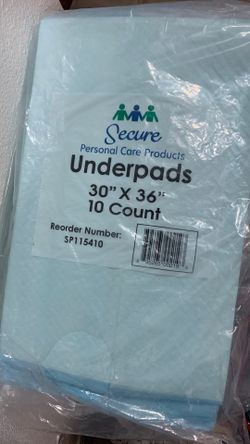 Secure
Personal Care Products
Underpads
30" X 36"
10 Count
Reorder Number:
SP115410